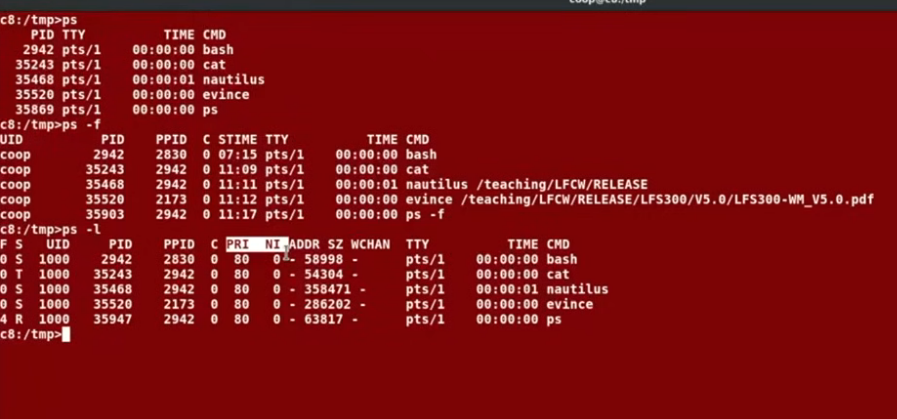 coop@c8:/tmp
c8:/tmp>ps
PID TTY TIME CMD
2942 pts/1 00:00:00 bash
35243 pts/1 00:00:00 cat
35468 pts/1 00:00:01 nautilus
35520 pts/1 00:00:00 evince
35869 pts/1 00:00:00 ps
c8:/tmp>ps -f
UID PID PPID C STIME TTY TIME CMD
coop 2942 2830 0 07:15 pts/1 00:00:00 bash
coop 35243 2942 0 11:09 pts/1 00:00:00 cat
coop 35468 2942 0 11:11 pts/1 00:00:01 nautilus /teaching/LFCW/RELEASE
coop 35520 2173 0 11:12 pts/1 00:00:00 evince /teaching/LFCW/RELEASE/LFS300/V5.0/LFS300-WM_V5.0.pdf
coop 35903 2942 0 11:17 pts/1 00:00:00 ps -f
c8:/tmp>ps -l
F S UID PID PPID C PRI NI ADDR SZ WCHAN TTY TIME CMD
0 S 1000 2942 2830 0 80 0 - 58998 - pts/1 00:00:00 bash
0 T 1000 35243 2942 0 80 0 - 54304 - pts/1 00:00:00 cat
0 S 1000 35468 2942 0 80 0 - 358471 - pts/1 00:00:01 nautilus
0 S 1000 35520 2173 0 80 0 - 286202 - pts/1 00:00:00 evince
4 R 1000 35947 2942 0 80 0 - 63817 - pts/1 00:00:00 ps
c8:/tmp>